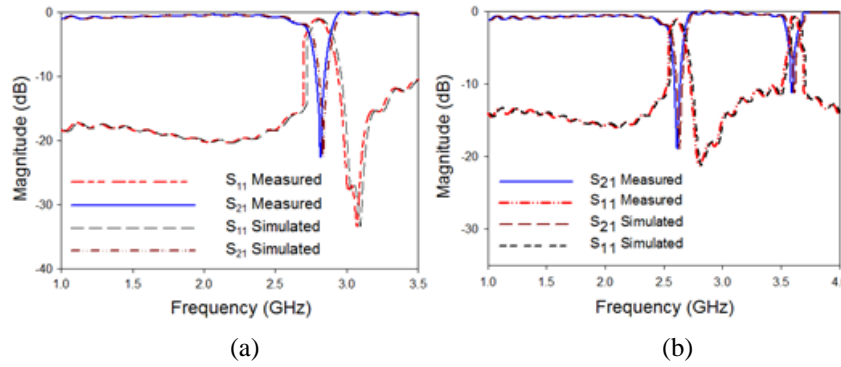 0
-10
-20
-30
-40
Magnitude (dB)
S11 Measured
S21 Measured
S11 Simulated
S21 Simulated
1.0 1.5 2.0 2.5 3.0 3.5
Frequency (GHz)
(a)
0
-10
-20
-30
Magnitude (dB)
S21 Measured
S11 Measured
S21 Simulated
S11 Simulated
1.0 1.5 2.0 2.5 3.0 3.5 4.0
Frequency (GHz)
(b)